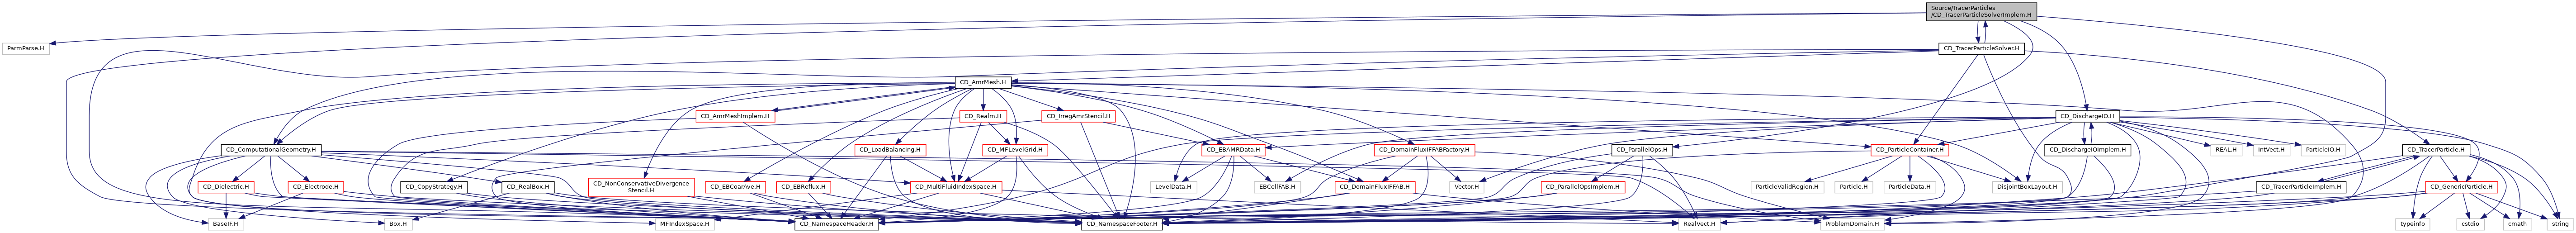 Source/TracerParticles
/CD_TracerParticleSolverImplem.H
ParmParse.H
CD_TracerParticleSolver.H
CD_AmrMesh.H
CD_AmrMeshImplem.H
CD_Realm.H
CD_IrregAmrStencil.H
CD_DischargeIO.H
CD_ComputationalGeometry.H
CD_LoadBalancing.H
CD_MFLevelGrid.H
CD_EBAMRData.H
CD_DomainFluxIFFABFactory.H
CD_ParallelOps.H
CD_ParticleContainer.H
CD_DischargeIOImplem.H
REAL.H
IntVect.H
ParticleIO.H
CD_TracerParticle.H
CD_Dielectric.H
CD_Electrode.H
CD_CopyStrategy.H
CD_RealBox.H
CD_NonConservativeDivergence
Stencil.H
CD_EBCoarAve.H
CD_EBReflux.H
CD_MultiFluidIndexSpace.H
LevelData.H
EBCellFAB.H
CD_DomainFluxIFFAB.H
Vector.H
CD_ParallelOpsImplem.H
ParticleValidRegion.H
Particle.H
ParticleData.H
DisjointBoxLayout.H
CD_TracerParticleImplem.H
CD_GenericParticle.H
BaseIF.H
Box.H
MFIndexSpace.H
CD_NamespaceHeader.H
CD_NamespaceFooter.H
RealVect.H
ProblemDomain.H
typeinfo
cstdio
cmath
string